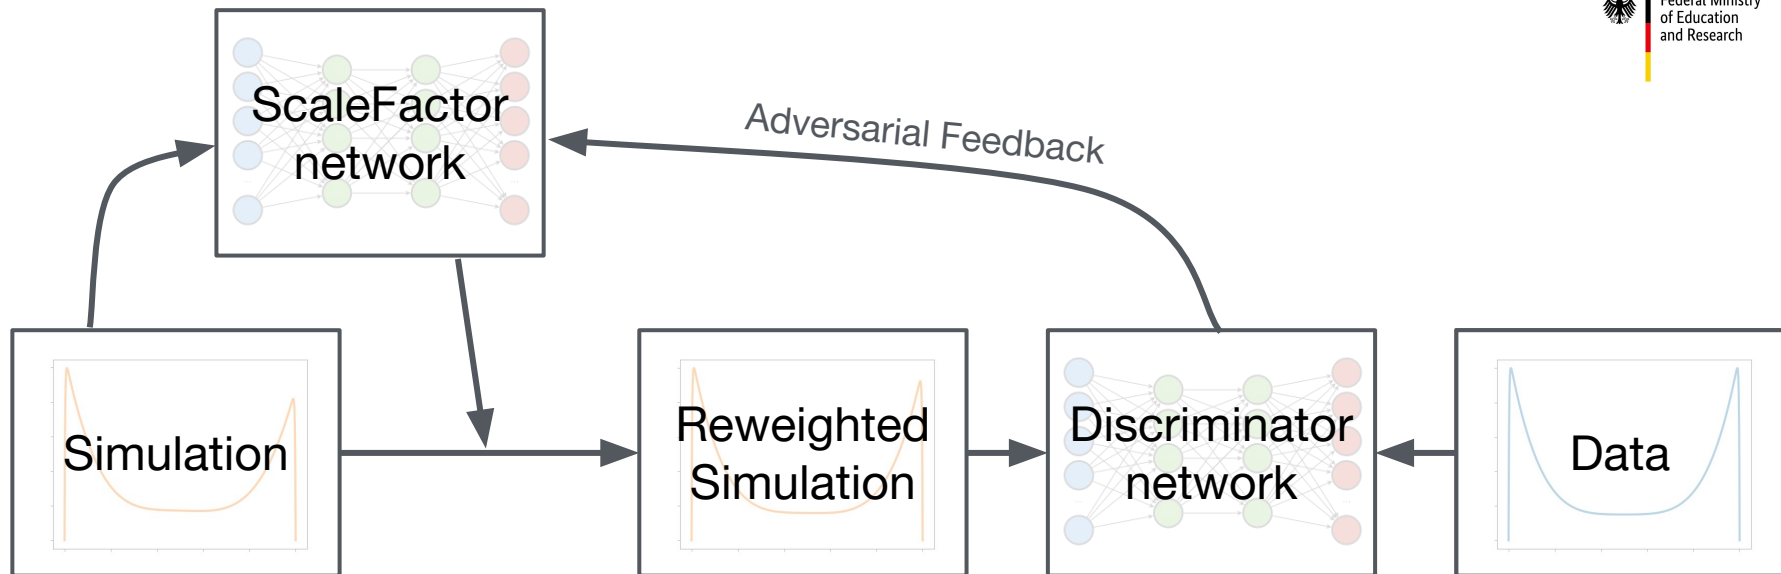 Federal Ministry
of Education
and Research
ScaleFactor
network
Adversarial Feedback
Simulation
Reweighted
Simulation
Discriminator
network
Data